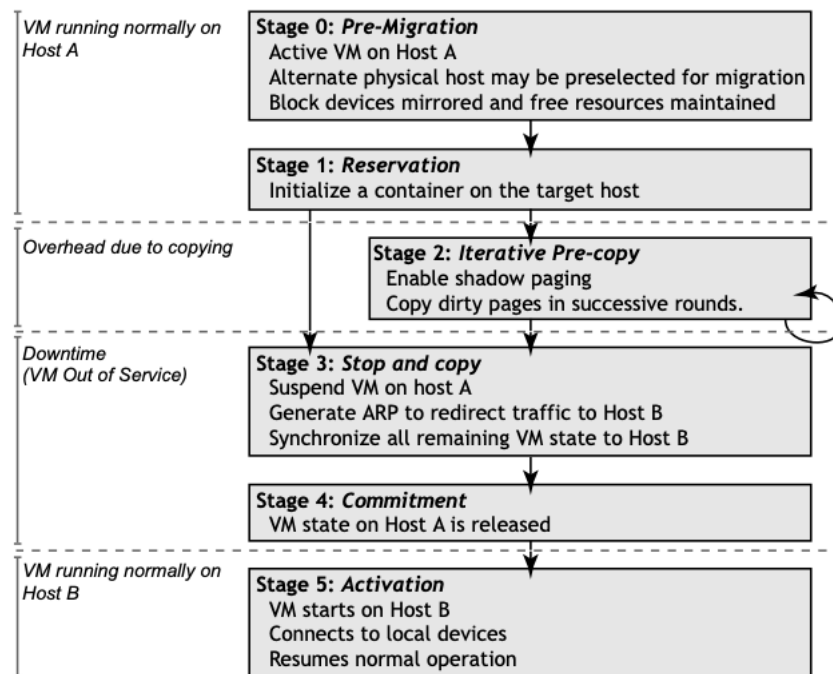 VM running normally on
Host A
Stage 0: Pre-Migration
Active VM on Host A
Alternate physical host may be preselected for migration
Block devices mirrored and free resources maintained
Stage 1: Reservation
Initialize a container on the target host
Overhead due to copying
Stage 2: Iterative Pre-copy
Enable shadow paging
Copy dirty pages in successive rounds.
Downtime
(VM Out of Service)
Stage 3: Stop and copy
Suspend VM on host A
Generate ARP to redirect traffic to Host B
Synchronize all remaining VM state to Host B
Stage 4: Commitment
VM state on Host A is released
VM running normally on
Host B
Stage 5: Activation
VM starts on Host B
Connects to local devices
Resumes normal operation